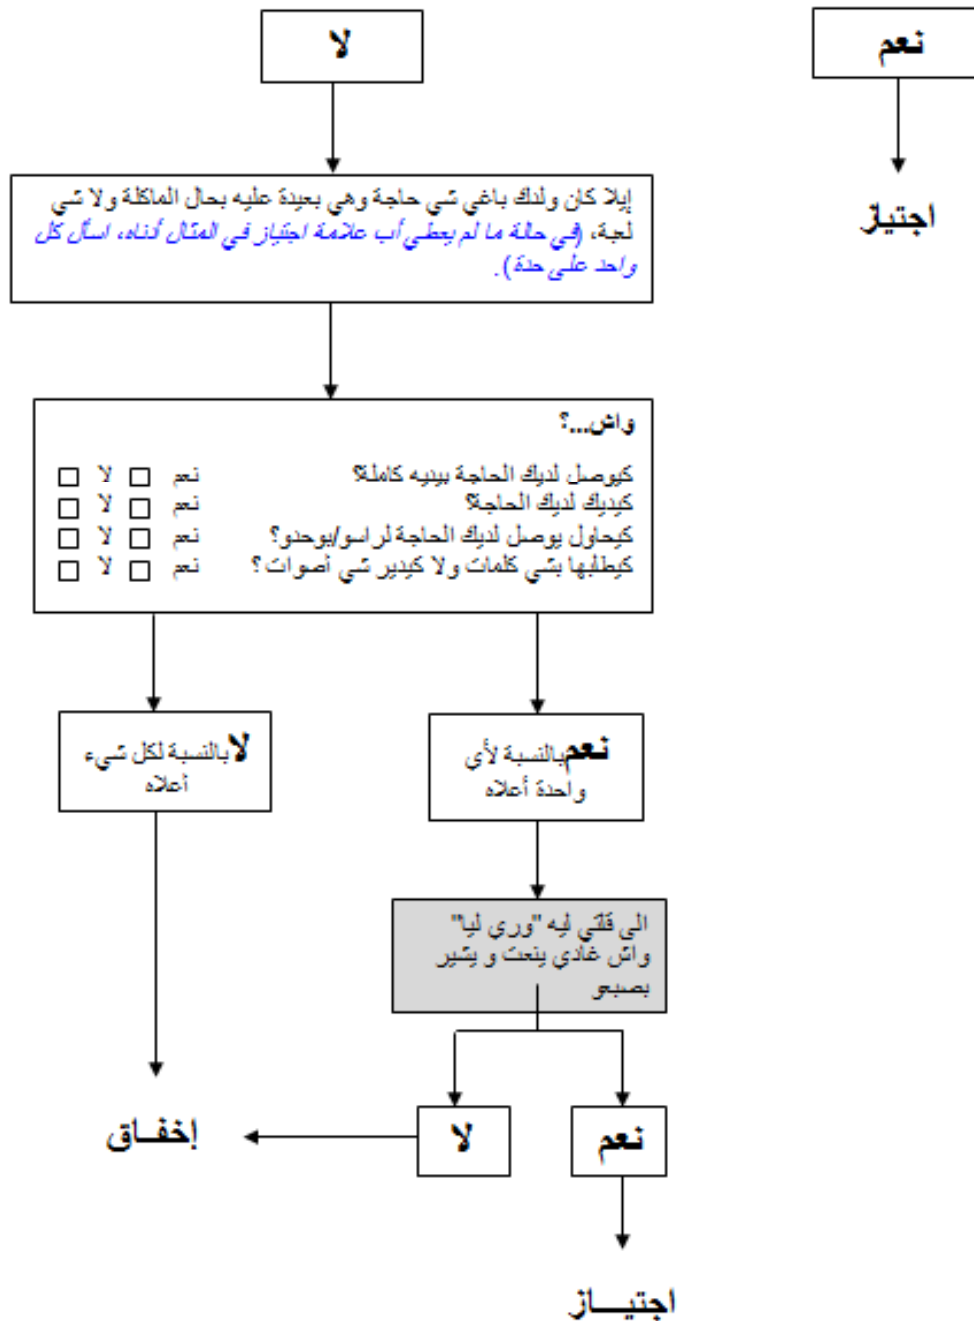 نعم
لا
اجتياز
إيلا كان ولدك باغي شي حاجة وهي بعيدة عليه بحال الماكلة ولا شي
لعبة، (في حالة ما لم يعطي أب علامة اجتياز في المثال أدناه، اسأل كل
واحد على حدة).
واش...؟
كيوصل لديك الحاجة بيديه كاملة؟ نعم □ لا □
كيديك لديك الحاجة؟ نعم □ لا □
كيحاول يوصل لديك الحاجة لراسو/بوحدو؟ نعم □ لا □
كيطلبها بشي كلمات ولا كيدير شي أصوات؟ نعم □ لا □
نعم بالنسبة لأي
واحدة أعلاه
لا بالنسبة لكل شيء
أعلاه
الى قلتي ليه "وري ليا"
واش غادي ينعت و يشير
بصبعو
نعم
لا
إخفــاق
اجتيــــاز